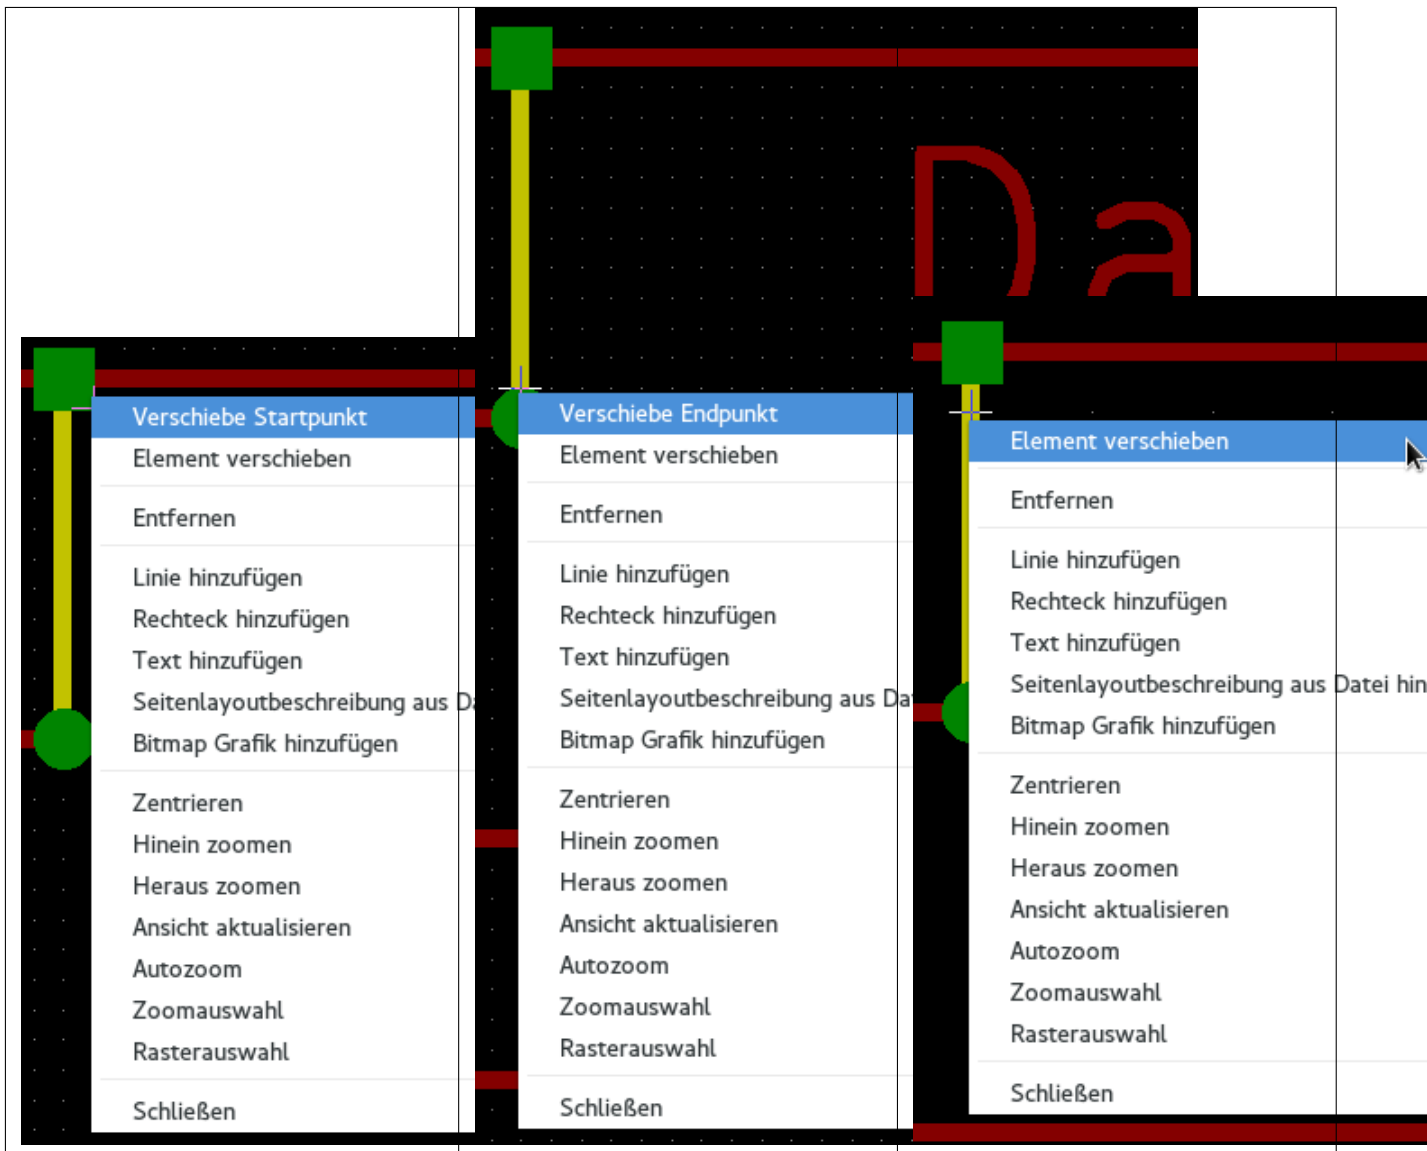 Da
Verschiebe Startpunkt
Element verschieben
Entfernen
Linie hinzufügen
Rechteck hinzufügen
Text hinzufügen
Seitenlayoutbeschreibung aus Da
Bitmap Grafik hinzufügen
Zentrieren
Hinein zoomen
Heraus zoomen
Ansicht aktualisieren
Autozoom
Zoomauswahl
Rasterauswahl
Schließen
Verschiebe Endpunkt
Element verschieben
Entfernen
Linie hinzufügen
Rechteck hinzufügen
Text hinzufügen
Seitenlayoutbeschreibung aus Da
Bitmap Grafik hinzufügen
Zentrieren
Hinein zoomen
Heraus zoomen
Ansicht aktualisieren
Autozoom
Zoomauswahl
Rasterauswahl
Schließen
Element verschieben
Entfernen
Linie hinzufügen
Rechteck hinzufügen
Text hinzufügen
Seitenlayoutbeschreibung aus Datei hin
Bitmap Grafik hinzufügen
Zentrieren
Hinein zoomen
Heraus zoomen
Ansicht aktualisieren
Autozoom
Zoomauswahl
Rasterauswahl
Schließen